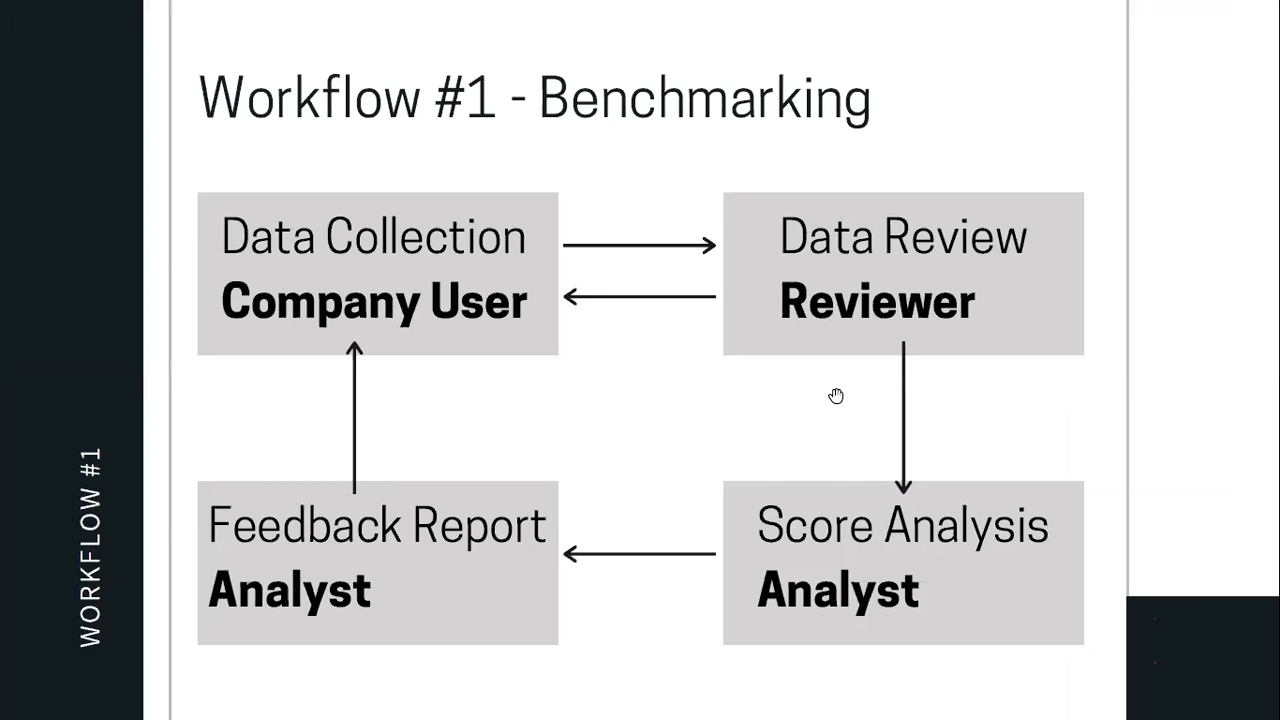 Workflow #1 - Benchmarking
Data Collection
Company User
Data Review
Reviewer
Feedback Report
Analyst
Score Analysis
Analyst
WORKFLOW #1